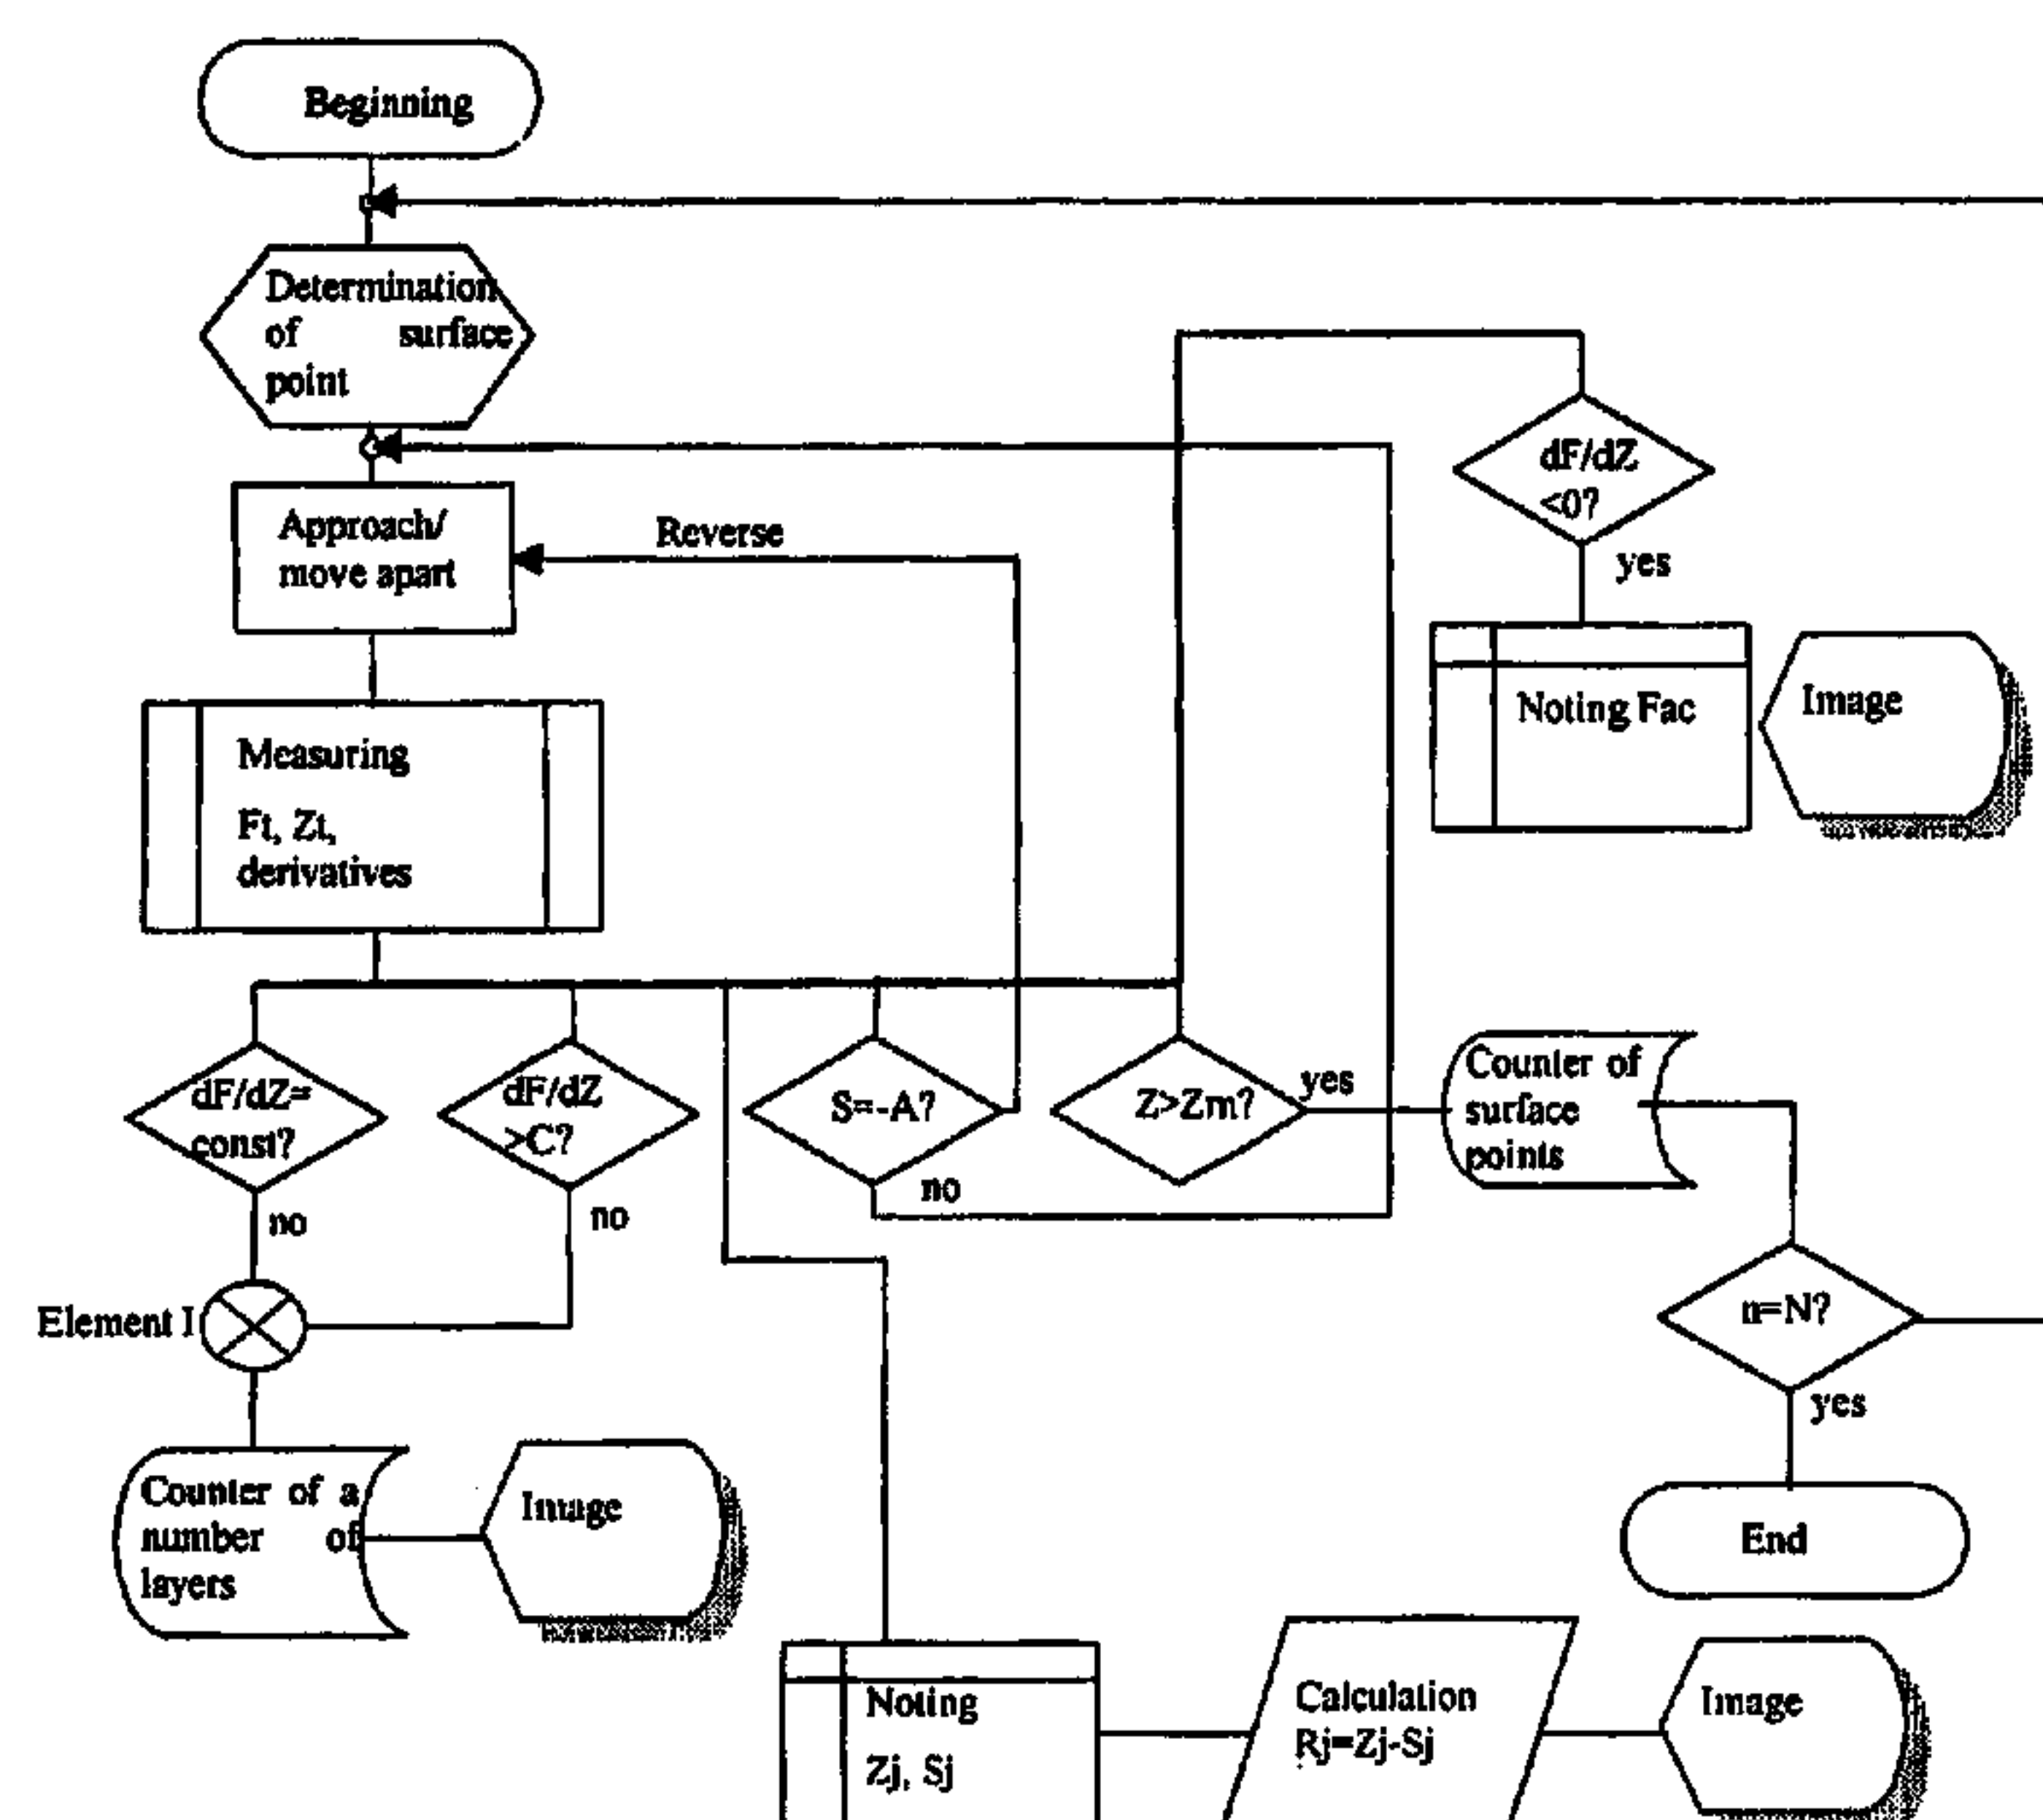 Beginning
Determination
of surface
point
Approach/
move apart
Reverse
dF/dZ
<0?
yes
Noting Fac
Image
Measuring
Ft, Zt,
derivatives
dF/dZ=
const?
no
dF/dZ
>C?
no
S=-A?
no
Z>Zm?
yes
Counter of
surface
points
n=N?
yes
End
Element I
Counter of a
number of
layers
Image
Noting
Zj, Sj
Calculation
Rj=Zj-Sj
Image